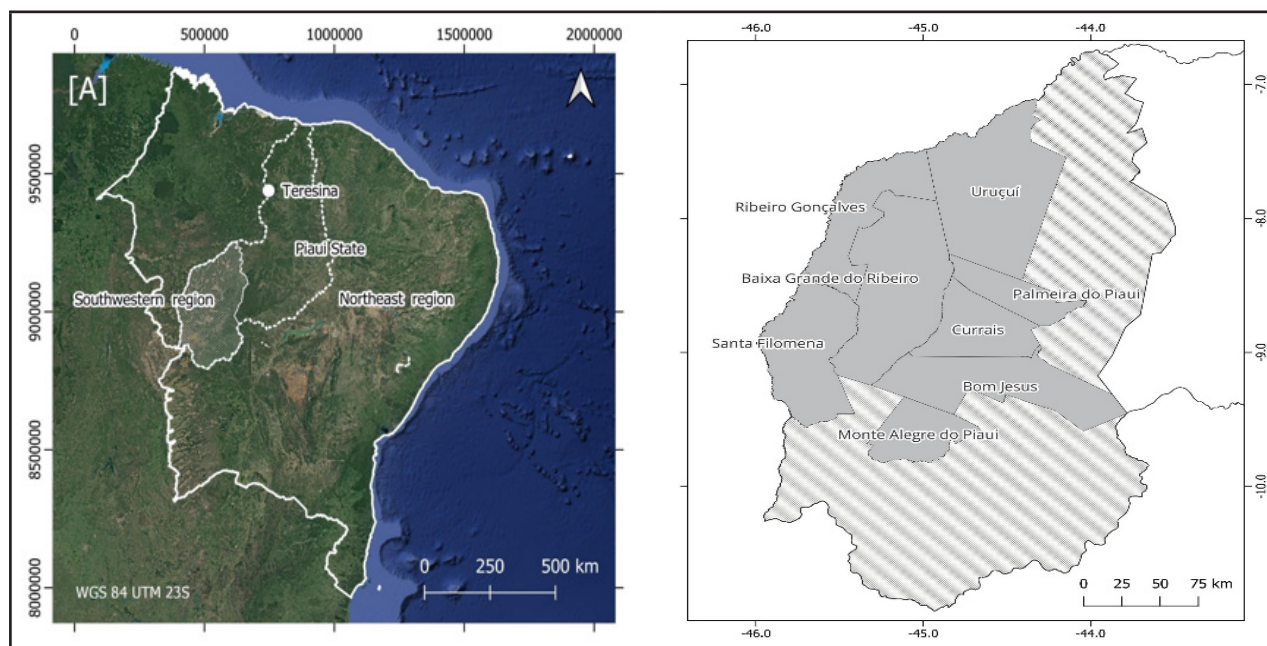 0 500000 1000000 1500000 2000000
[A]
9500000
9000000
8500000
8000000
Teresina
Piaui State
Southwestern region
Northeast region
0 250 500 km
WGS 84 UTM 23S
-46.0 -45.0 -44.0
-7.0
-8.0
-9.0
-10.0
Uruçuí
Ribeiro Gonçalves
Baixa Grande do Ribeiro
Palmeira do Piaui
Currais
Santa Filomena
Bom Jesus
Monte Alegre do Piaui
0 25 50 75 km
-46.0 -45.0 -44.0